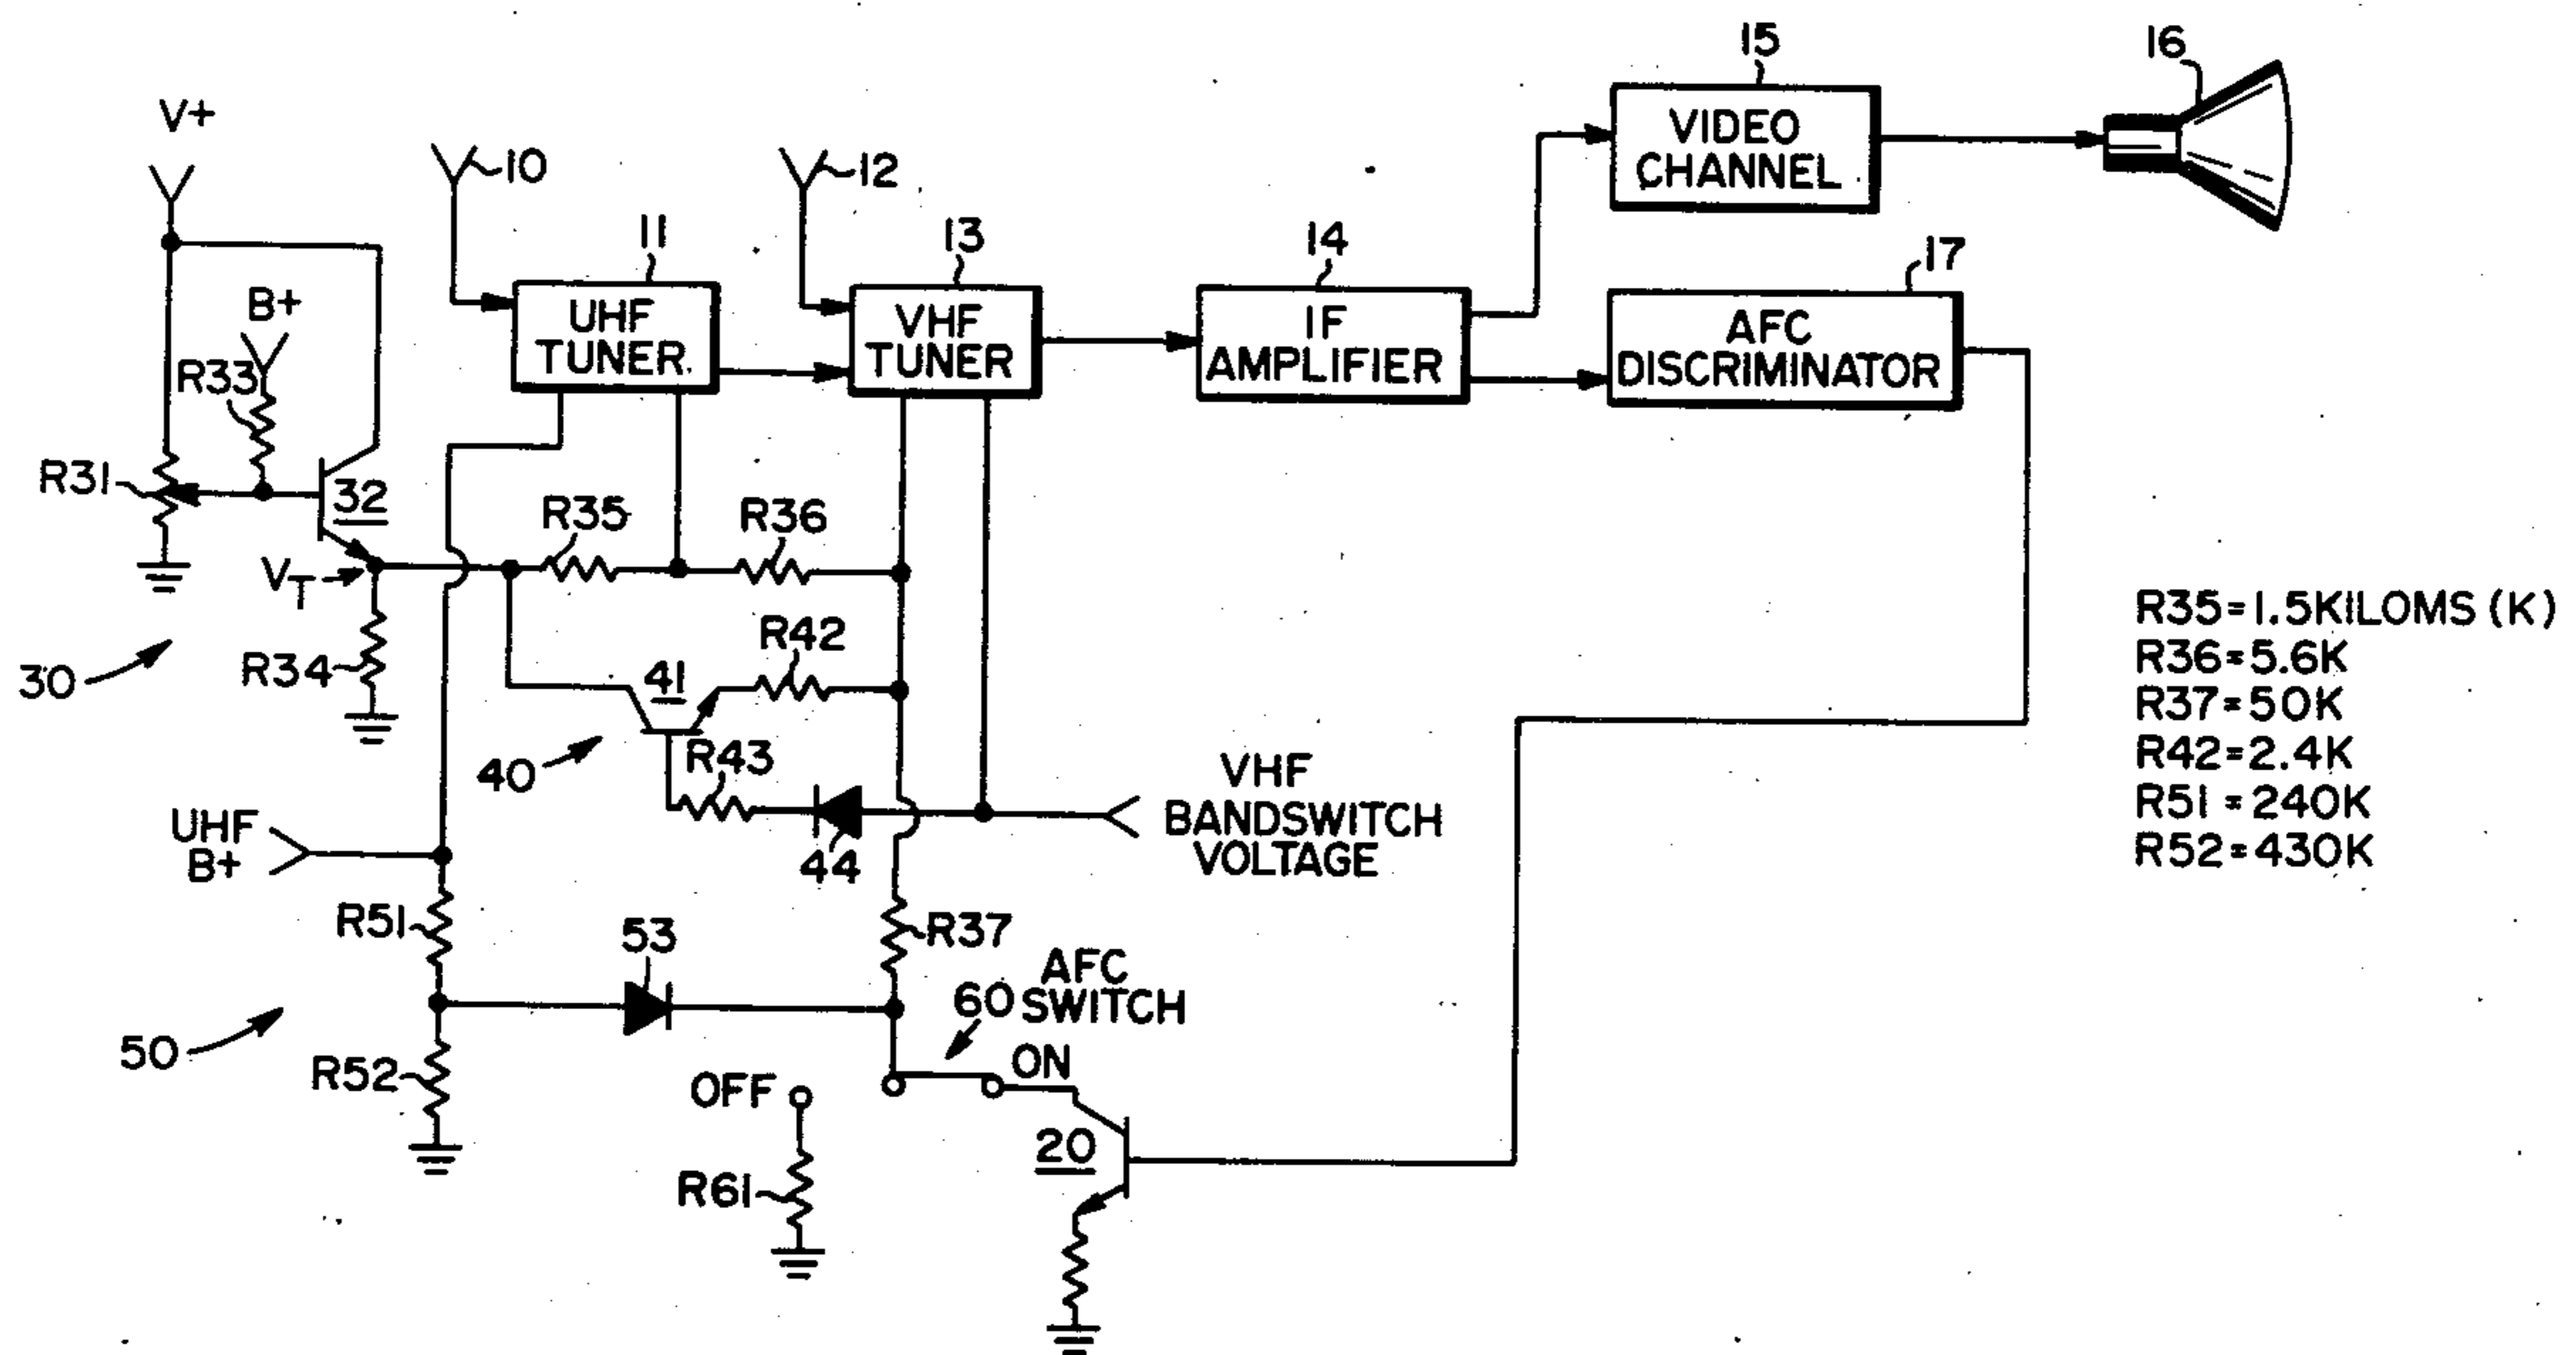 V+
10
12
15
16
11
13
14
17
VIDEO
CHANNEL
B+
R33
UHF
TUNER.
VHF
TUNER
IF
AMPLIFIER
AFC
DISCRIMINATOR
R31
32
R35
R36
VT
30
R34
R42
41
40
R43
44
VHF
BANDSWITCH
VOLTAGE
R35=1.5KILOMS (K)
R36=5.6K
R37=50K
R42=2.4K
R51=240K
R52=430K
UHF
B+
R51
53
R37
AFC
60 SWITCH
50
R52
OFF
ON
20
R61